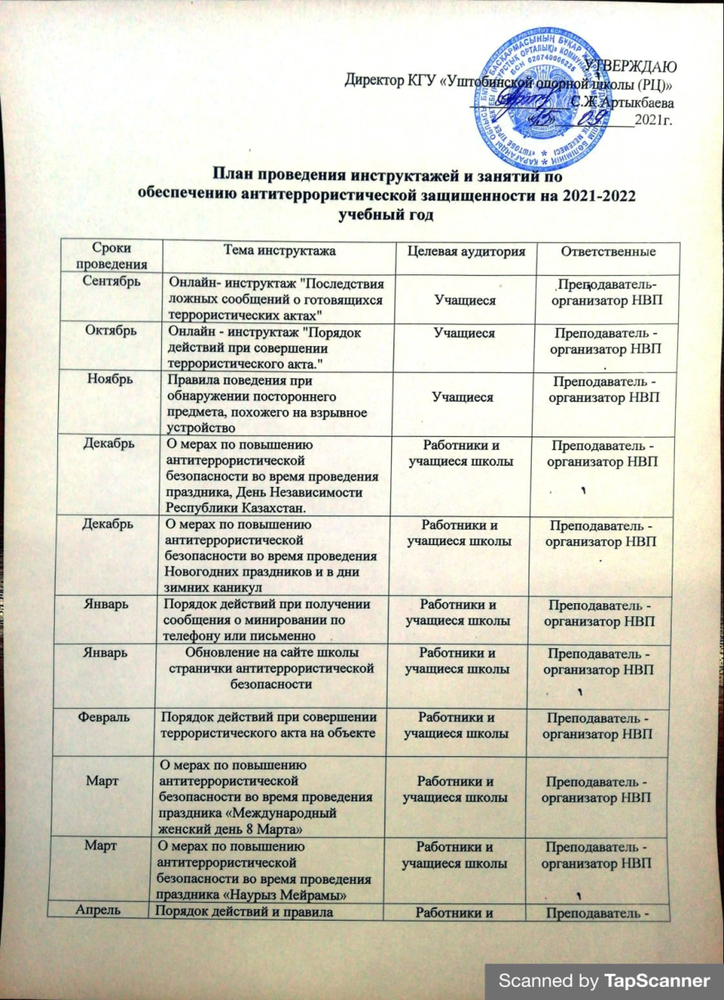 УТВЕРЖДАЮ
Директор КГУ «Уштобинской опорной школы (РЦ)»
С.Ж.Артыкбаева
«15» 09 2021г.
План проведения инструктажей и занятий по
обеспечению антитеррористической защищенности на 2021-2022
учебный год
Сроки
проведения
Тема инструктажа
Целевая аудитория
Ответственные
Сентябрь
Онлайн- инструктаж "Последствия
ложных сообщений о готовящихся
террористических актах"
Учащиеся
Преподаватель-
организатор НВП
Октябрь
Онлайн - инструктаж "Порядок
действий при совершении
террористического акта."
Учащиеся
Преподаватель -
организатор НВП
Ноябрь
Правила поведения при
обнаружении постороннего
предмета, похожего на взрывное
устройство
Учащиеся
Преподаватель -
организатор НВП
Декабрь
О мерах по повышению
антитеррористической
безопасности во время проведения
праздника, День Независимости
Республики Казахстан.
Работники и
учащиеся школы
Преподаватель -
организатор НВП
Декабрь
О мерах по повышению
антитеррористической
безопасности во время проведения
Новогодних праздников и в дни
зимних каникул
Работники и
учащиеся школы
Преподаватель -
организатор НВП
Январь
Порядок действий при получении
сообщения о минировании по
телефону или письменно
Работники и
учащиеся школы
Преподаватель -
организатор НВП
Январь
Обновление на сайте школы
странички антитеррористической
безопасности
Работники и
учащиеся школы
Преподаватель -
организатор НВП
Февраль
Порядок действий при совершении
террористического акта на объекте
Работники и
учащиеся школы
Преподаватель -
организатор НВП
Март
О мерах по повышению
антитеррористической
безопасности во время проведения
праздника «Международный
женский день 8 Марта»
Работники и
учащиеся школы
Преподаватель -
организатор НВП
Март
О мерах по повышению
антитеррористической
безопасности во время проведения
праздника «Наурыз Мейрамы»
Работники и
учащиеся школы
Преподаватель -
организатор НВП
Апрель
Порядок действий и правила
Работники и
Преподаватель -
Scanned by TapScanner